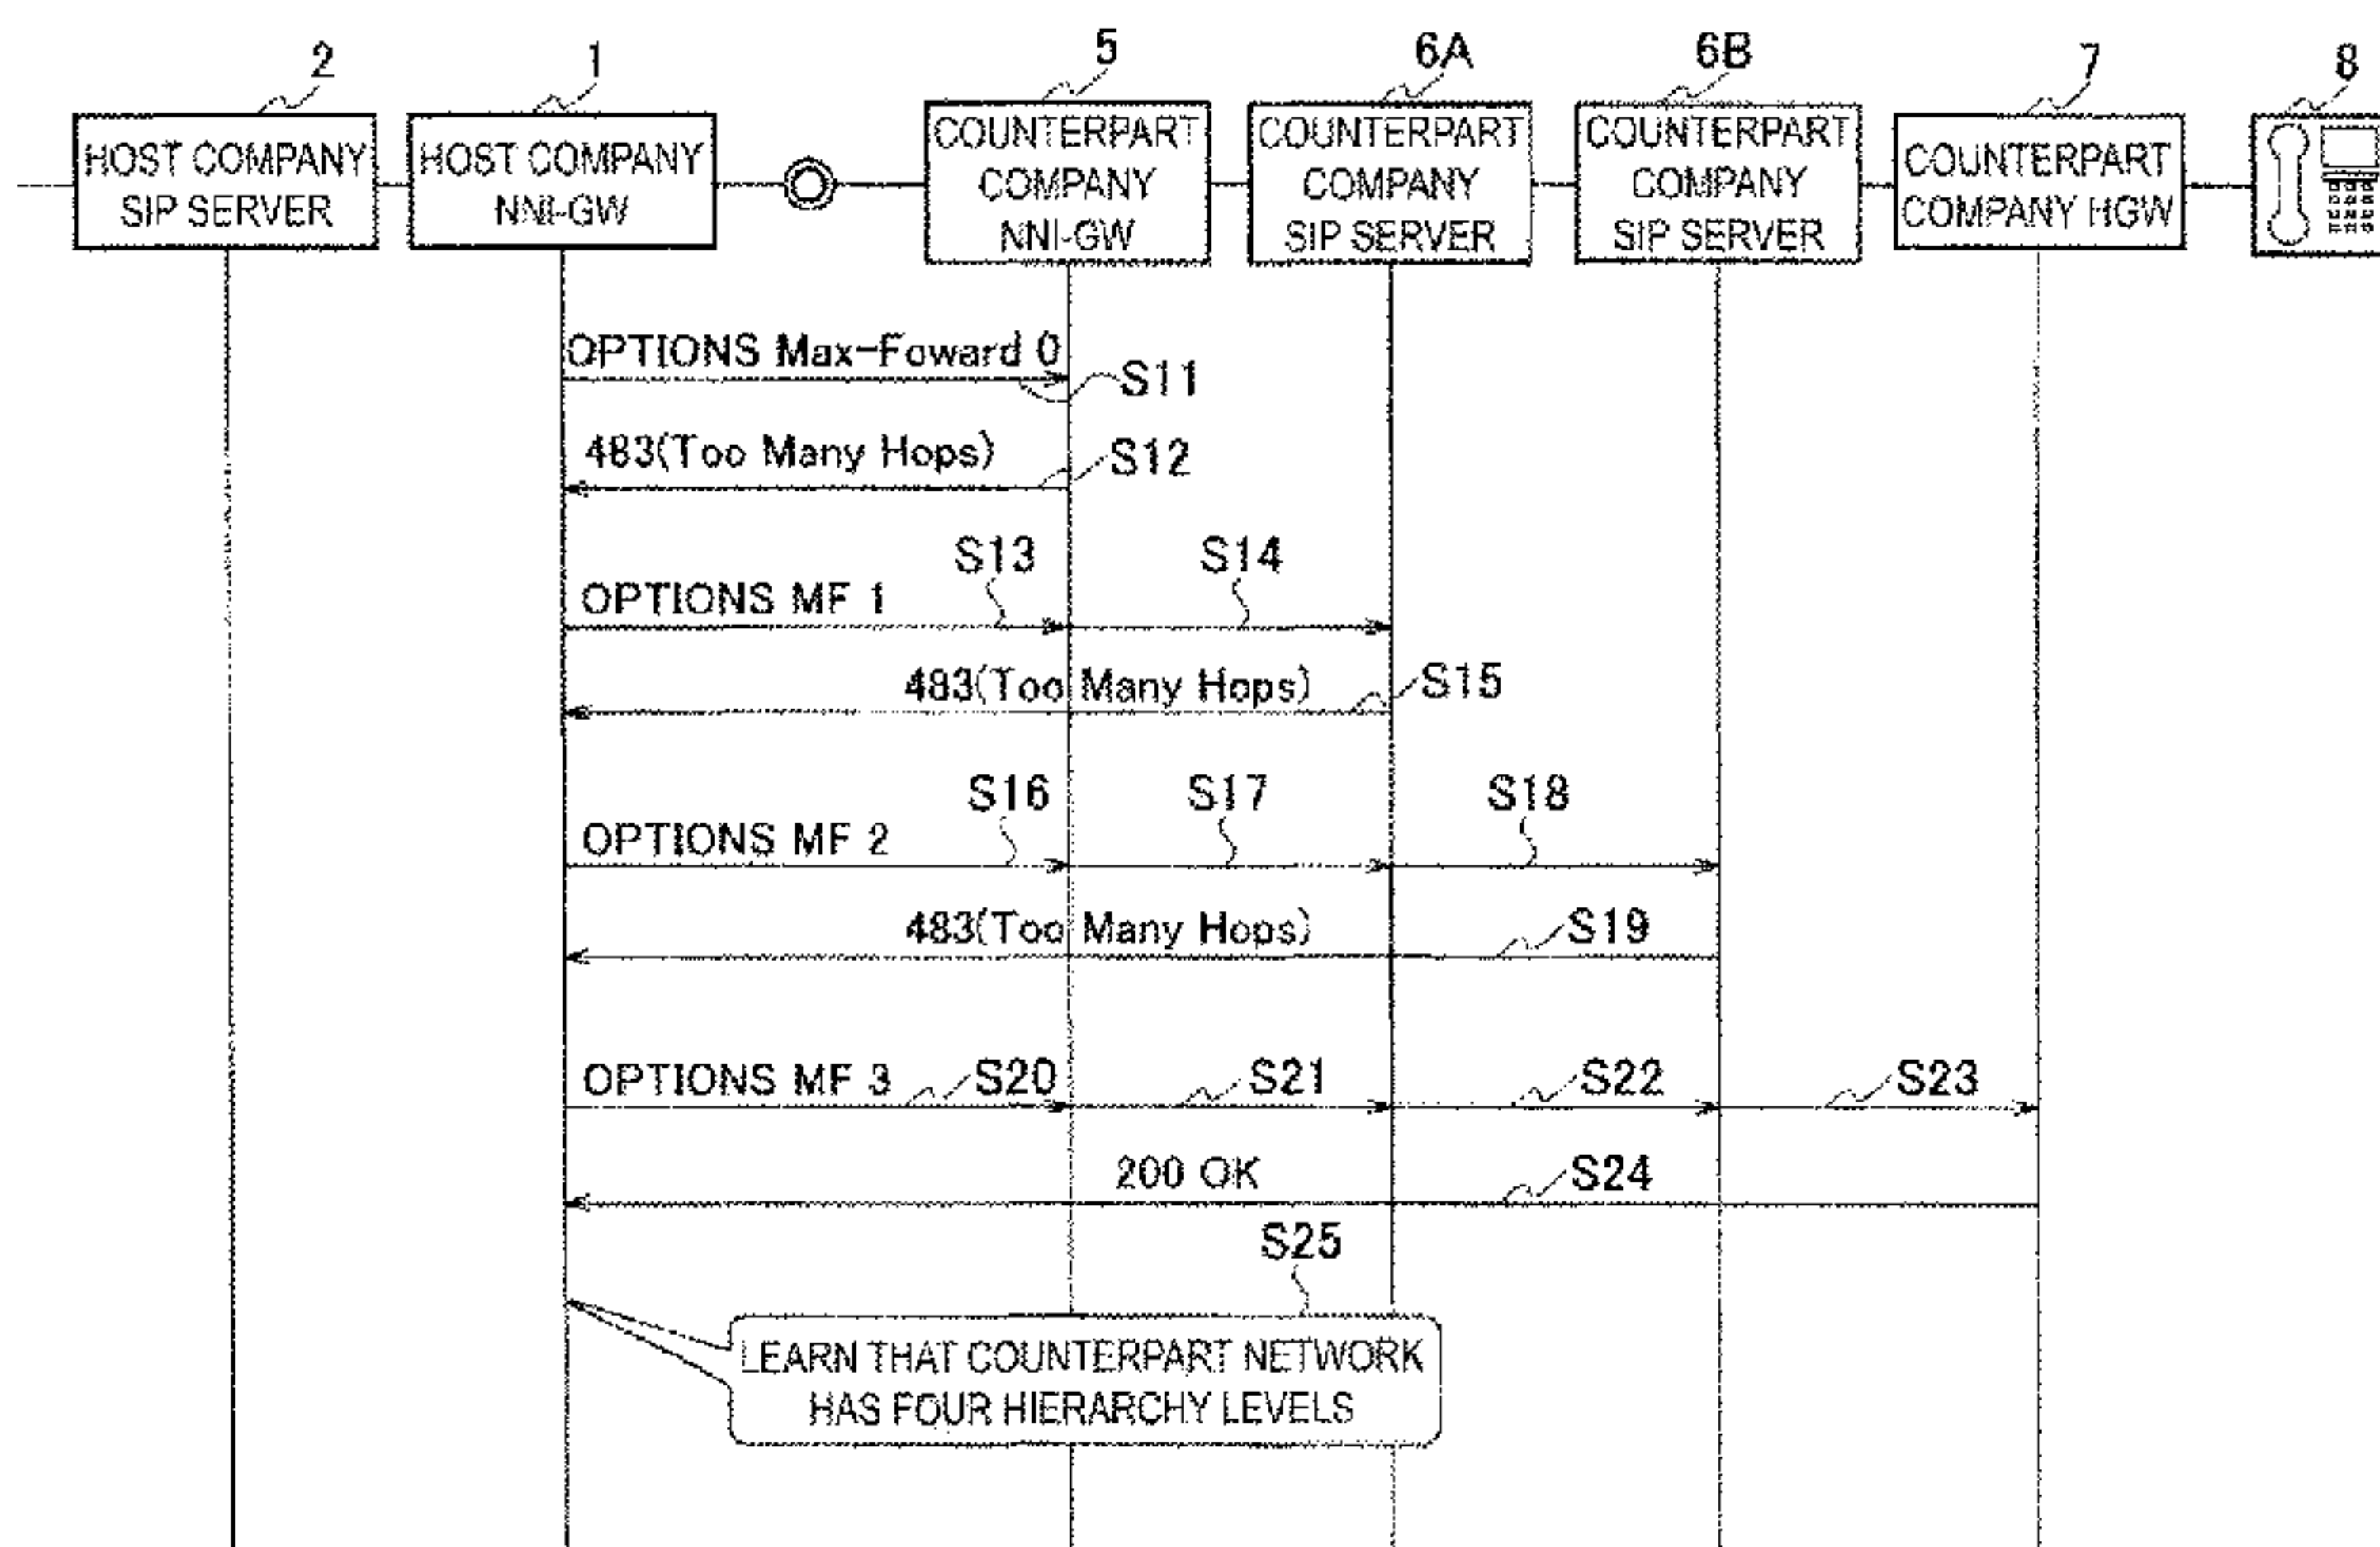 2
1
5
6A
6B
7
8
HOST COMPANY
SIP SERVER
HOST COMPANY
NNI-GW
COUNTERPART
COMPANY
NNI-GW
COUNTERPART
COMPANY
SIP SERVER
COUNTERPART
COMPANY
SIP SERVER
COUNTERPART
COMPANY HGW
OPTIONS Max-Foward 0
S11
483(Too Many Hops)
S12
S13
S14
OPTIONS MF 1
483(Too Many Hops)
S15
S16
S17
S18
OPTIONS MF 2
483(Too Many Hops)
S19
OPTIONS MF 3
S20
S21
S22
S23
200 OK
S24
S25
LEARN THAT COUNTERPART NETWORK
HAS FOUR HIERARCHY LEVELS